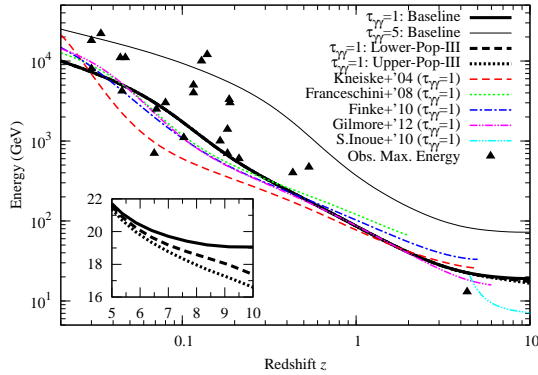 τγγ=1: Baseline
τγγ=5: Baseline
τγγ=1: Lower-Pop-III
τγγ=1: Upper-Pop-III
Kneiske+'04 (τγγ=1)
Franceschini+'08 (τγγ=1)
Finke+'10 (τγγ=1)
Gilmore+'12 (τγγ=1)
S.Inoue+'10 (τγγ=1)
Obs. Max. Energy
Energy (GeV)
10⁴
10³
10²
10¹
22
20
18
16
5 6 7 8 9 10
0.1 1 10
Redshift z